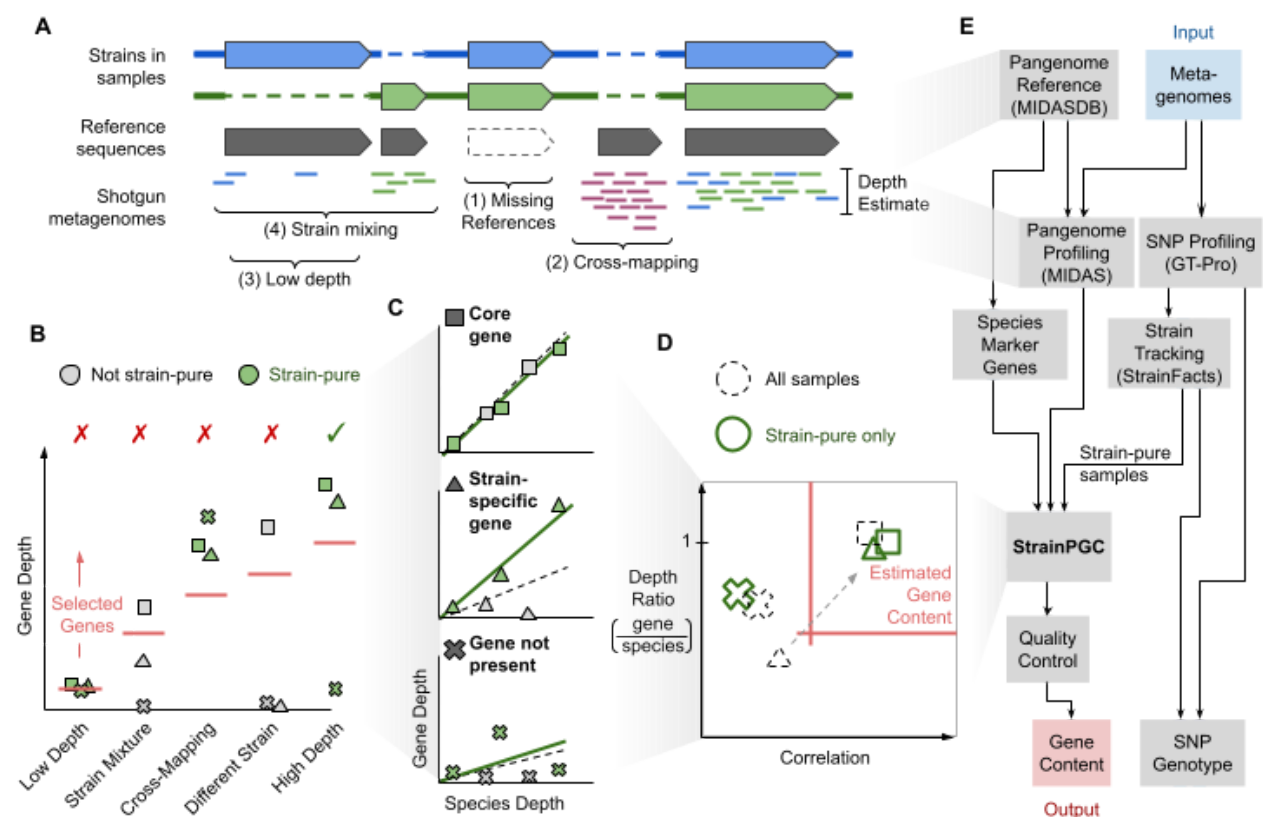 A
Strains in
samples
Reference
sequences
Shotgun
metagenomes
(1) Missing
References
Depth
Estimate
(4) Strain mixing
(2) Cross-mapping
(3) Low depth
B
Not strain-pure
Strain-pure
✗ ✗ ✗ ✗ ✓
Gene Depth
Selected
Genes
Low Depth
Strain Mixture
Cross-Mapping
Different Strain
High Depth
C
Core
gene
Strain-
specific
gene
Gene not
present
Gene Depth
Species Depth
D
All samples
Strain-pure only
1
Depth
Ratio
(gene
species)
Estimated
Gene
Content
Correlation
E
Input
Pangenome
Reference
(MIDASDB)
Meta-
genomes
Pangenome
Profiling
(MIDAS)
SNP Profiling
(GT-Pro)
Species
Marker
Genes
Strain
Tracking
(StrainFacts)
Strain-pure
samples
StrainPGC
Quality
Control
Gene
Content
SNP
Genotype
Output